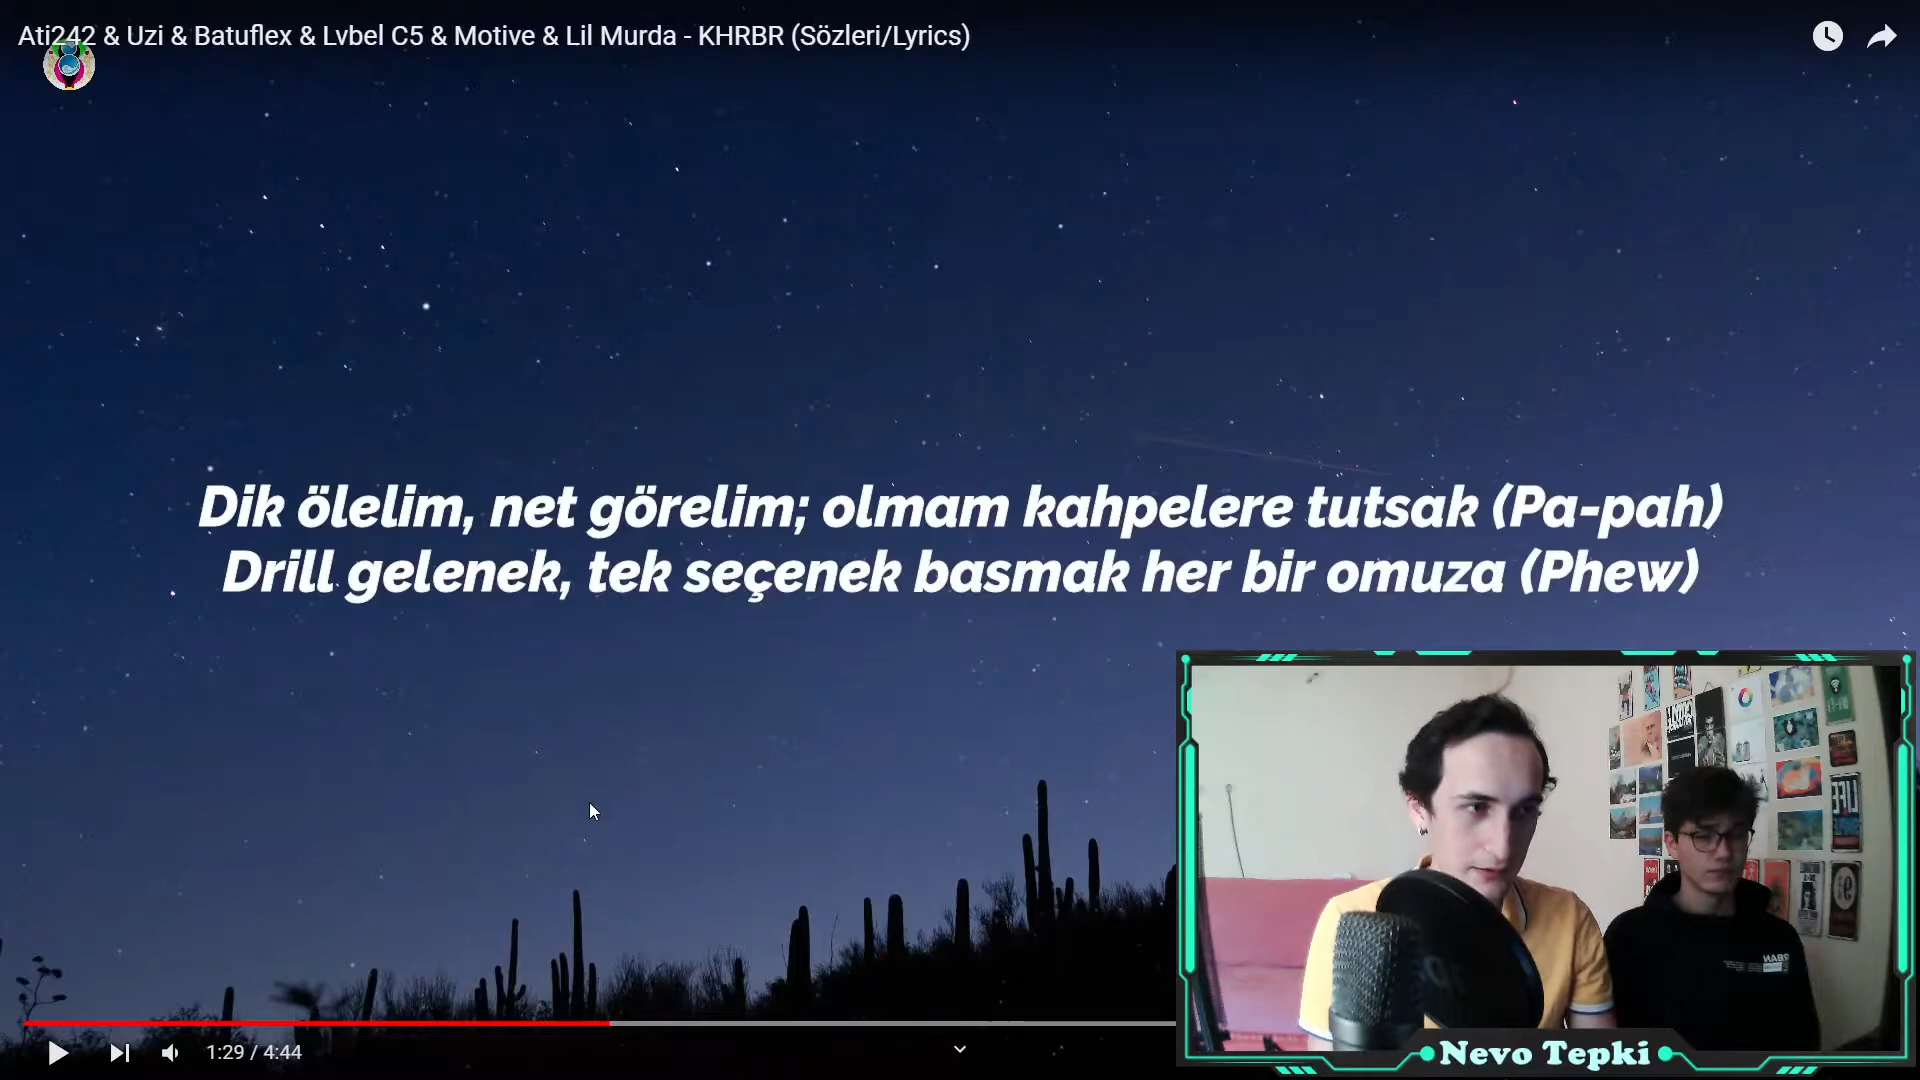 Ati242 & Uzi & Batuflex & Lvbel C5 & Motive & Lil Murda - KHRBR (Sözleri/Lyrics)
Dik ölelim, net görelim; olmam kahpelere tutsak (Pa-pah)
Drill gelenek, tek seçenek basmak her bir omuza (Phew)
LIFE
1:29 / 4:44
Nevo Tepki